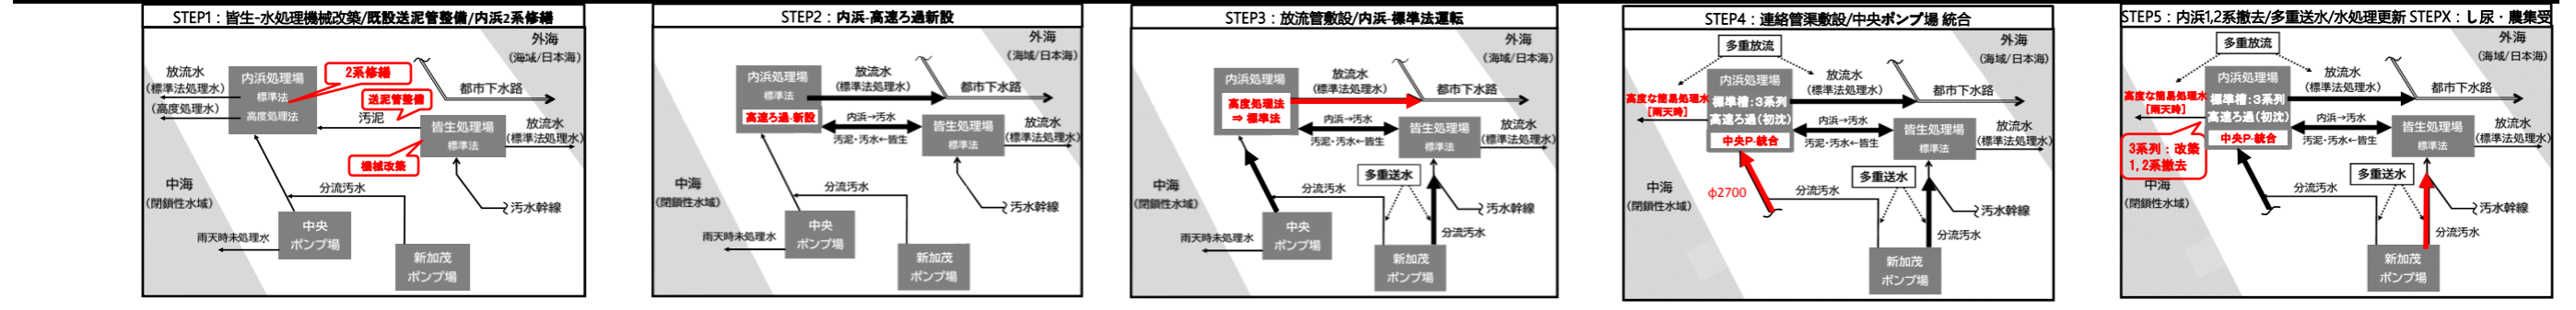 STEP1：皆生-水処理機械改築/既設送泥管整備/内浜2系修繕
外海
(海域/日本海)
放流水
(標準法処理水)
(高度処理水)
内浜処理場
標準法
高度処理法
2系修繕
送泥管整備
汚泥
都市下水路
皆生処理場
標準法
放流水
(標準法処理水)
機械改築
中海
(閉鎖性水域)
分流汚水
汚水幹線
雨天時未処理水
中央
ポンプ場
新加茂
ポンプ場
STEP2：内浜-高速ろ過新設
外海
(海域/日本海)
内浜処理場
標準法
高速ろ過-新設
放流水
(標準法処理水)
都市下水路
内浜→汚水
汚泥・汚水←皆生
皆生処理場
標準法
放流水
(標準法処理水)
中海
(閉鎖性水域)
分流汚水
汚水幹線
雨天時未処理水
中央
ポンプ場
新加茂
ポンプ場
STEP3：放流管敷設/内浜-標準法運転
外海
(海域/日本海)
内浜処理場
高度処理法
⇒ 標準法
放流水
(標準法処理水)
都市下水路
内浜→汚水
汚泥・汚水←皆生
皆生処理場
標準法
放流水
(標準法処理水)
多重送水
中海
(閉鎖性水域)
分流汚水
汚水幹線
分流汚水
雨天時未処理水
中央
ポンプ場
新加茂
ポンプ場
STEP4：連絡管渠敷設/中央ポンプ場 統合
多重放流
外海
(海域/日本海)
内浜処理場
標準槽：3系列
高速ろ過(初沈)
中央P-統合
高度な簡易処理水
[雨天時]
放流水
(標準法処理水)
都市下水路
内浜→汚水
汚泥・汚水←皆生
皆生処理場
標準法
放流水
(標準法処理水)
多重送水
中海
(閉鎖性水域)
φ2700
分流汚水
汚水幹線
分流汚水
新加茂
ポンプ場
STEP5：内浜1,2系撤去/多重送水/水処理更新 STEPX：し尿・農集受
多重放流
外海
(海域/日本海)
内浜処理場
標準槽：3系列
高速ろ過(初沈)
中央P-統合
高度な簡易処理水
[雨天時]
3系列：改築
1，2系撤去
放流水
(標準法処理水)
都市下水路
内浜→汚水
汚泥・汚水←皆生
皆生処理場
標準法
放流水
(標準法処理水)
多重送水
中海
(閉鎖性水域)
分流汚水
汚水幹線
分流汚水
新加茂
ポンプ場